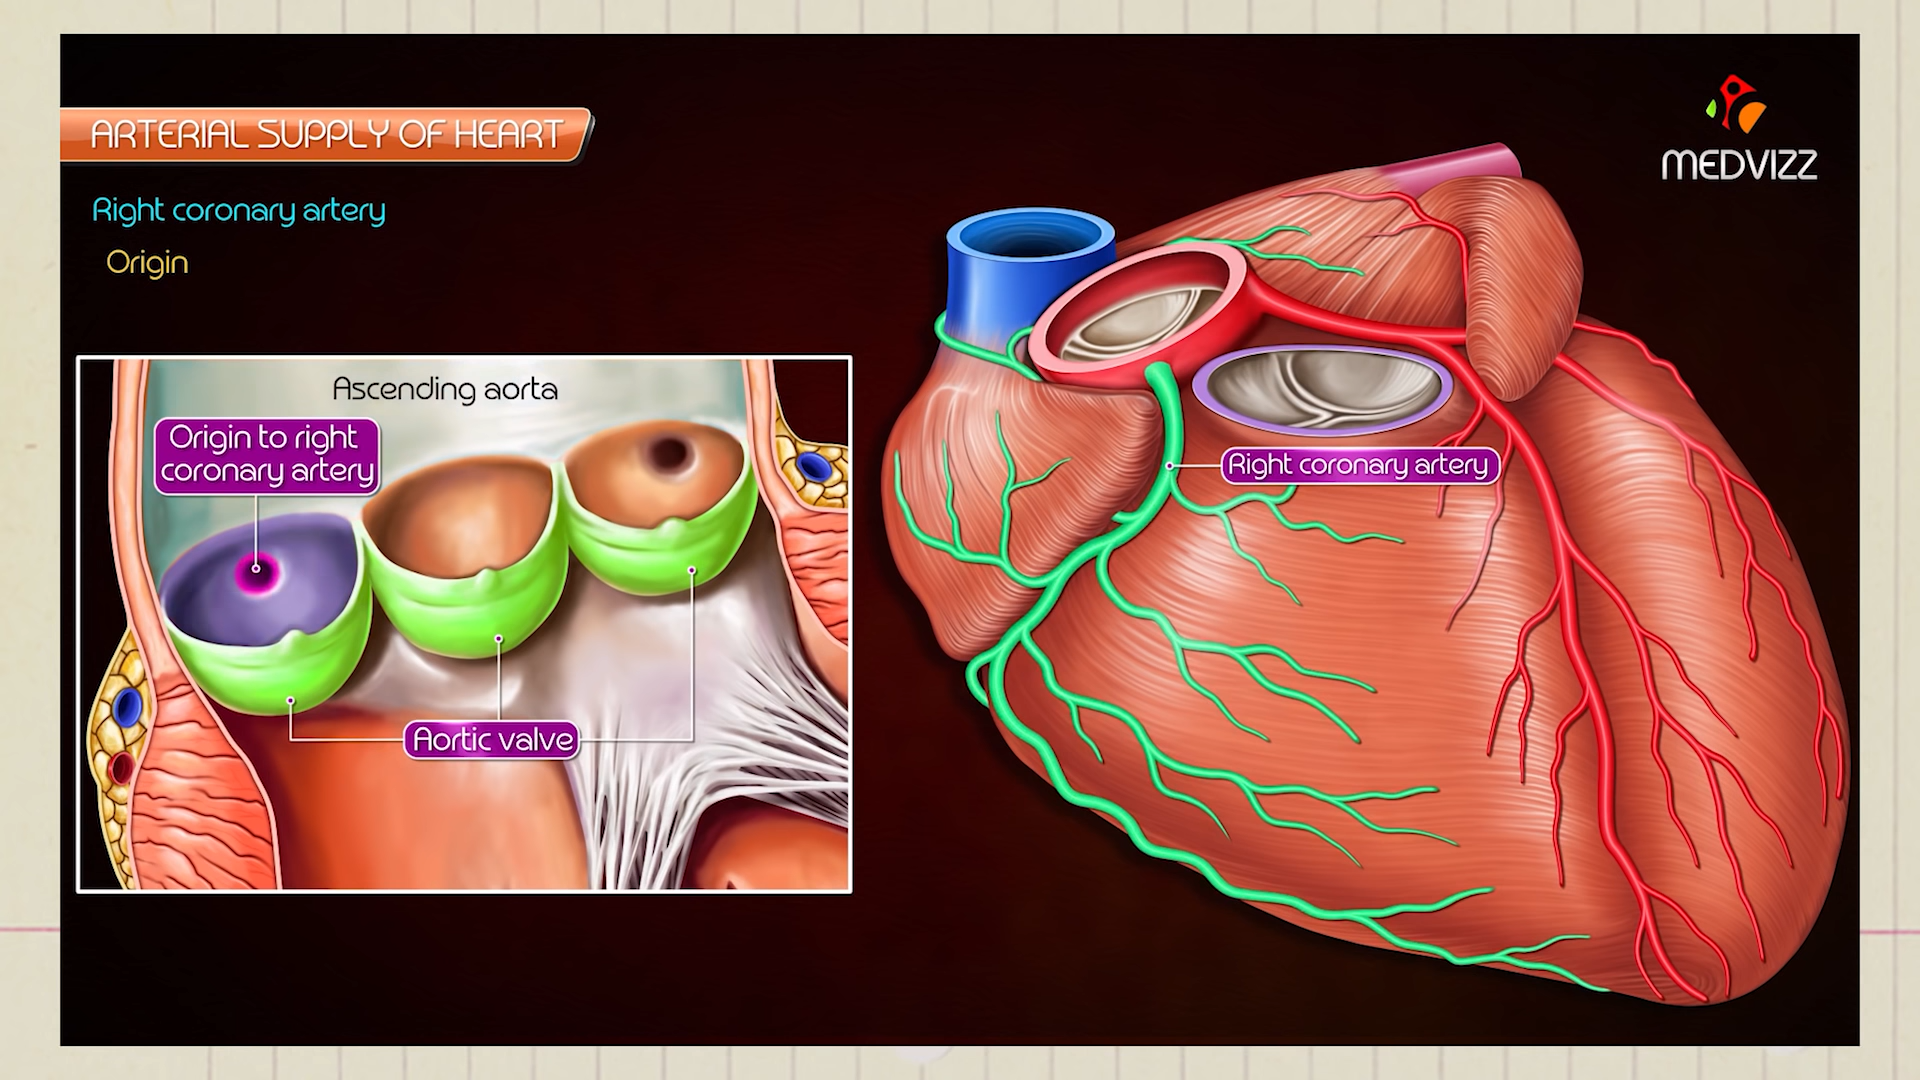 ARTERIAL SUPPLY OF HEART
MEDVIZZ
Right coronary artery
Origin
Ascending aorta
Origin to right
coronary artery
Aortic valve
Right coronary artery